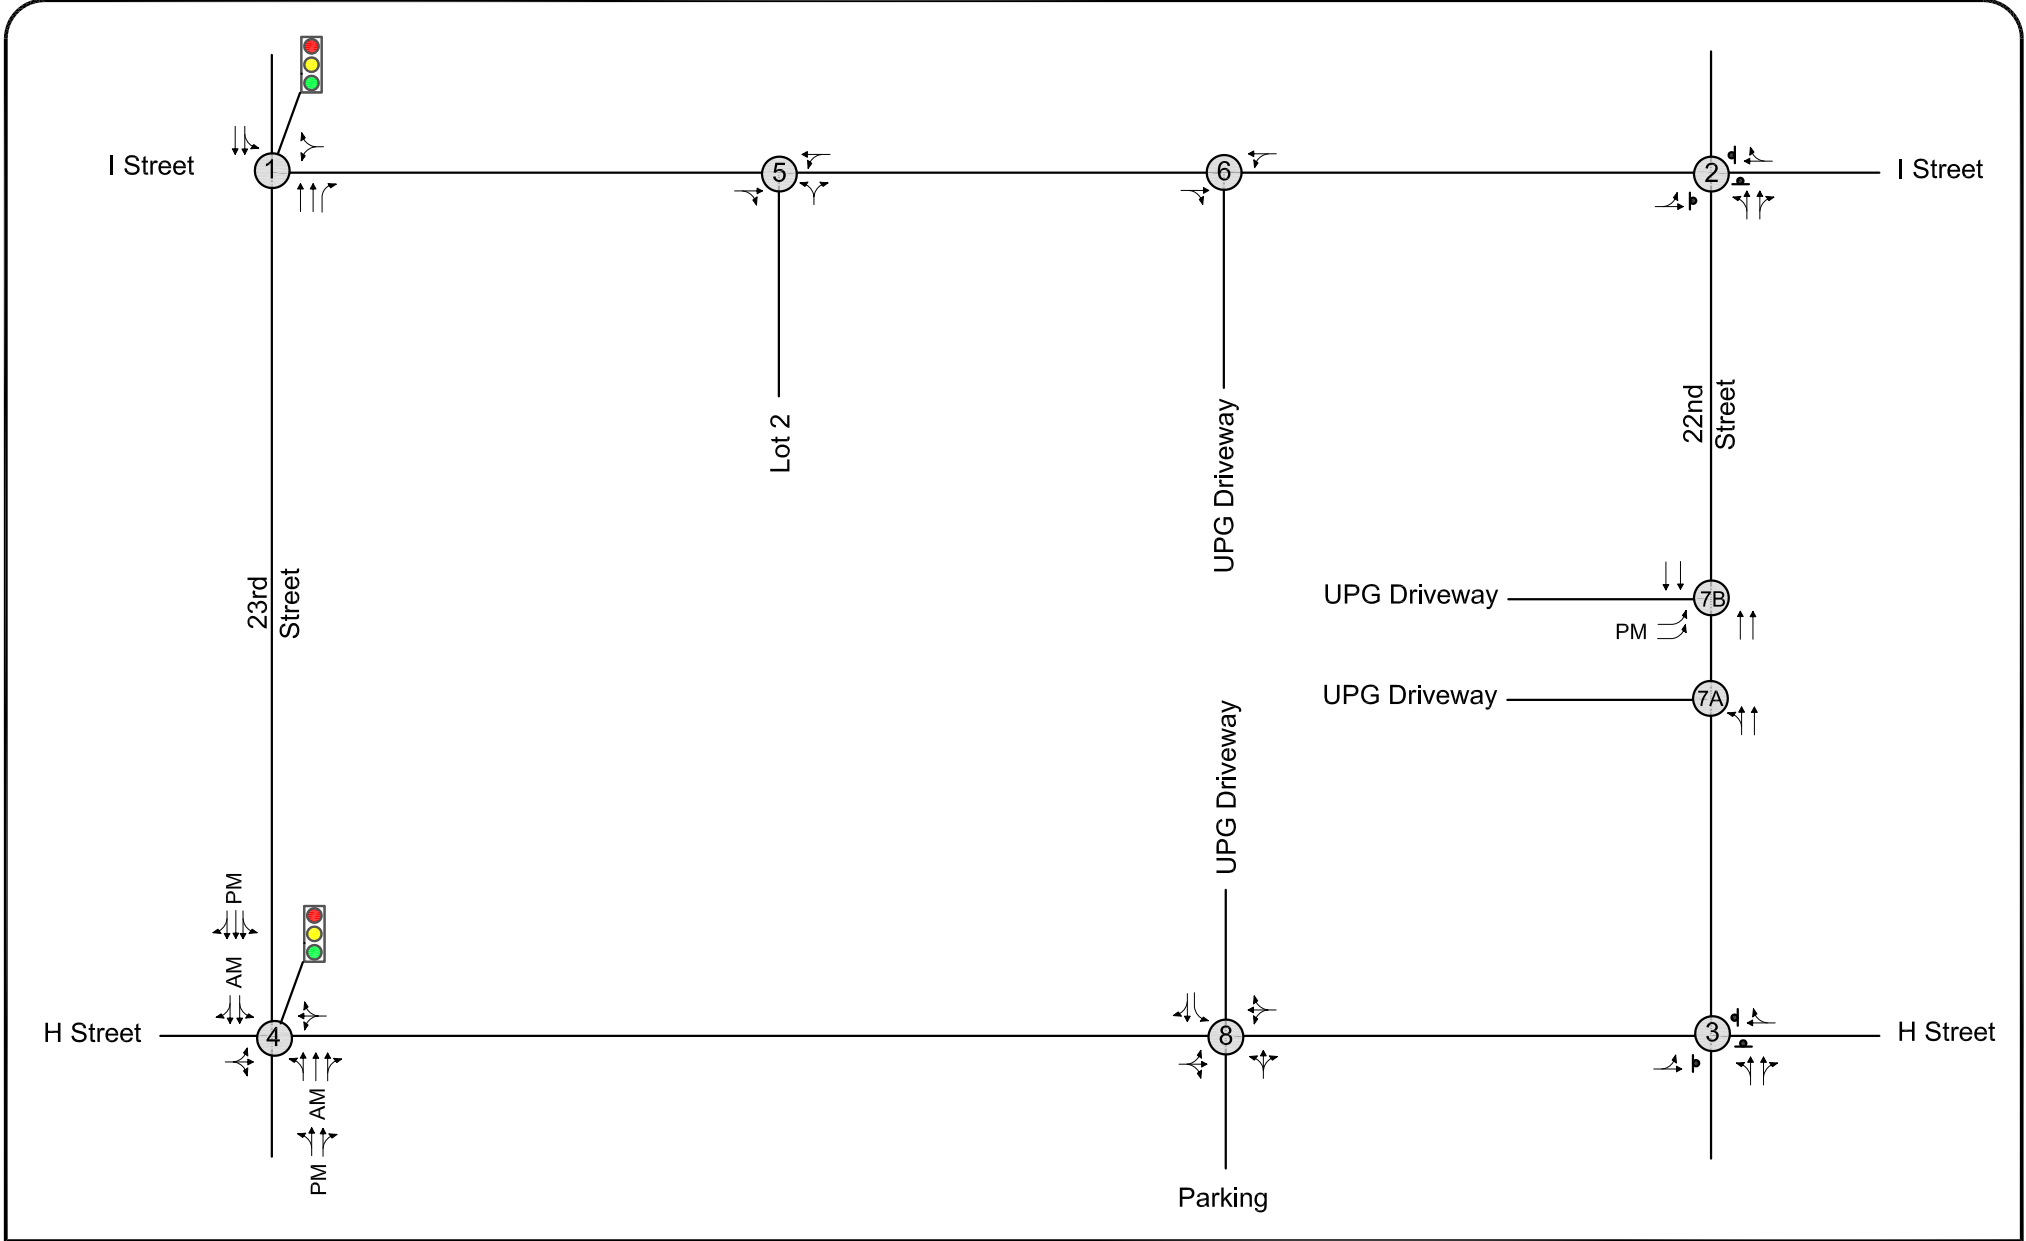 I Street
1
5
6
2
I Street
22nd
Street
Lot 2
UPG Driveway
23rd
Street
UPG Driveway
7B
PM
UPG Driveway
7A
UPG Driveway
PM
AM
H Street
4
8
3
H Street
AM
PM
Parking